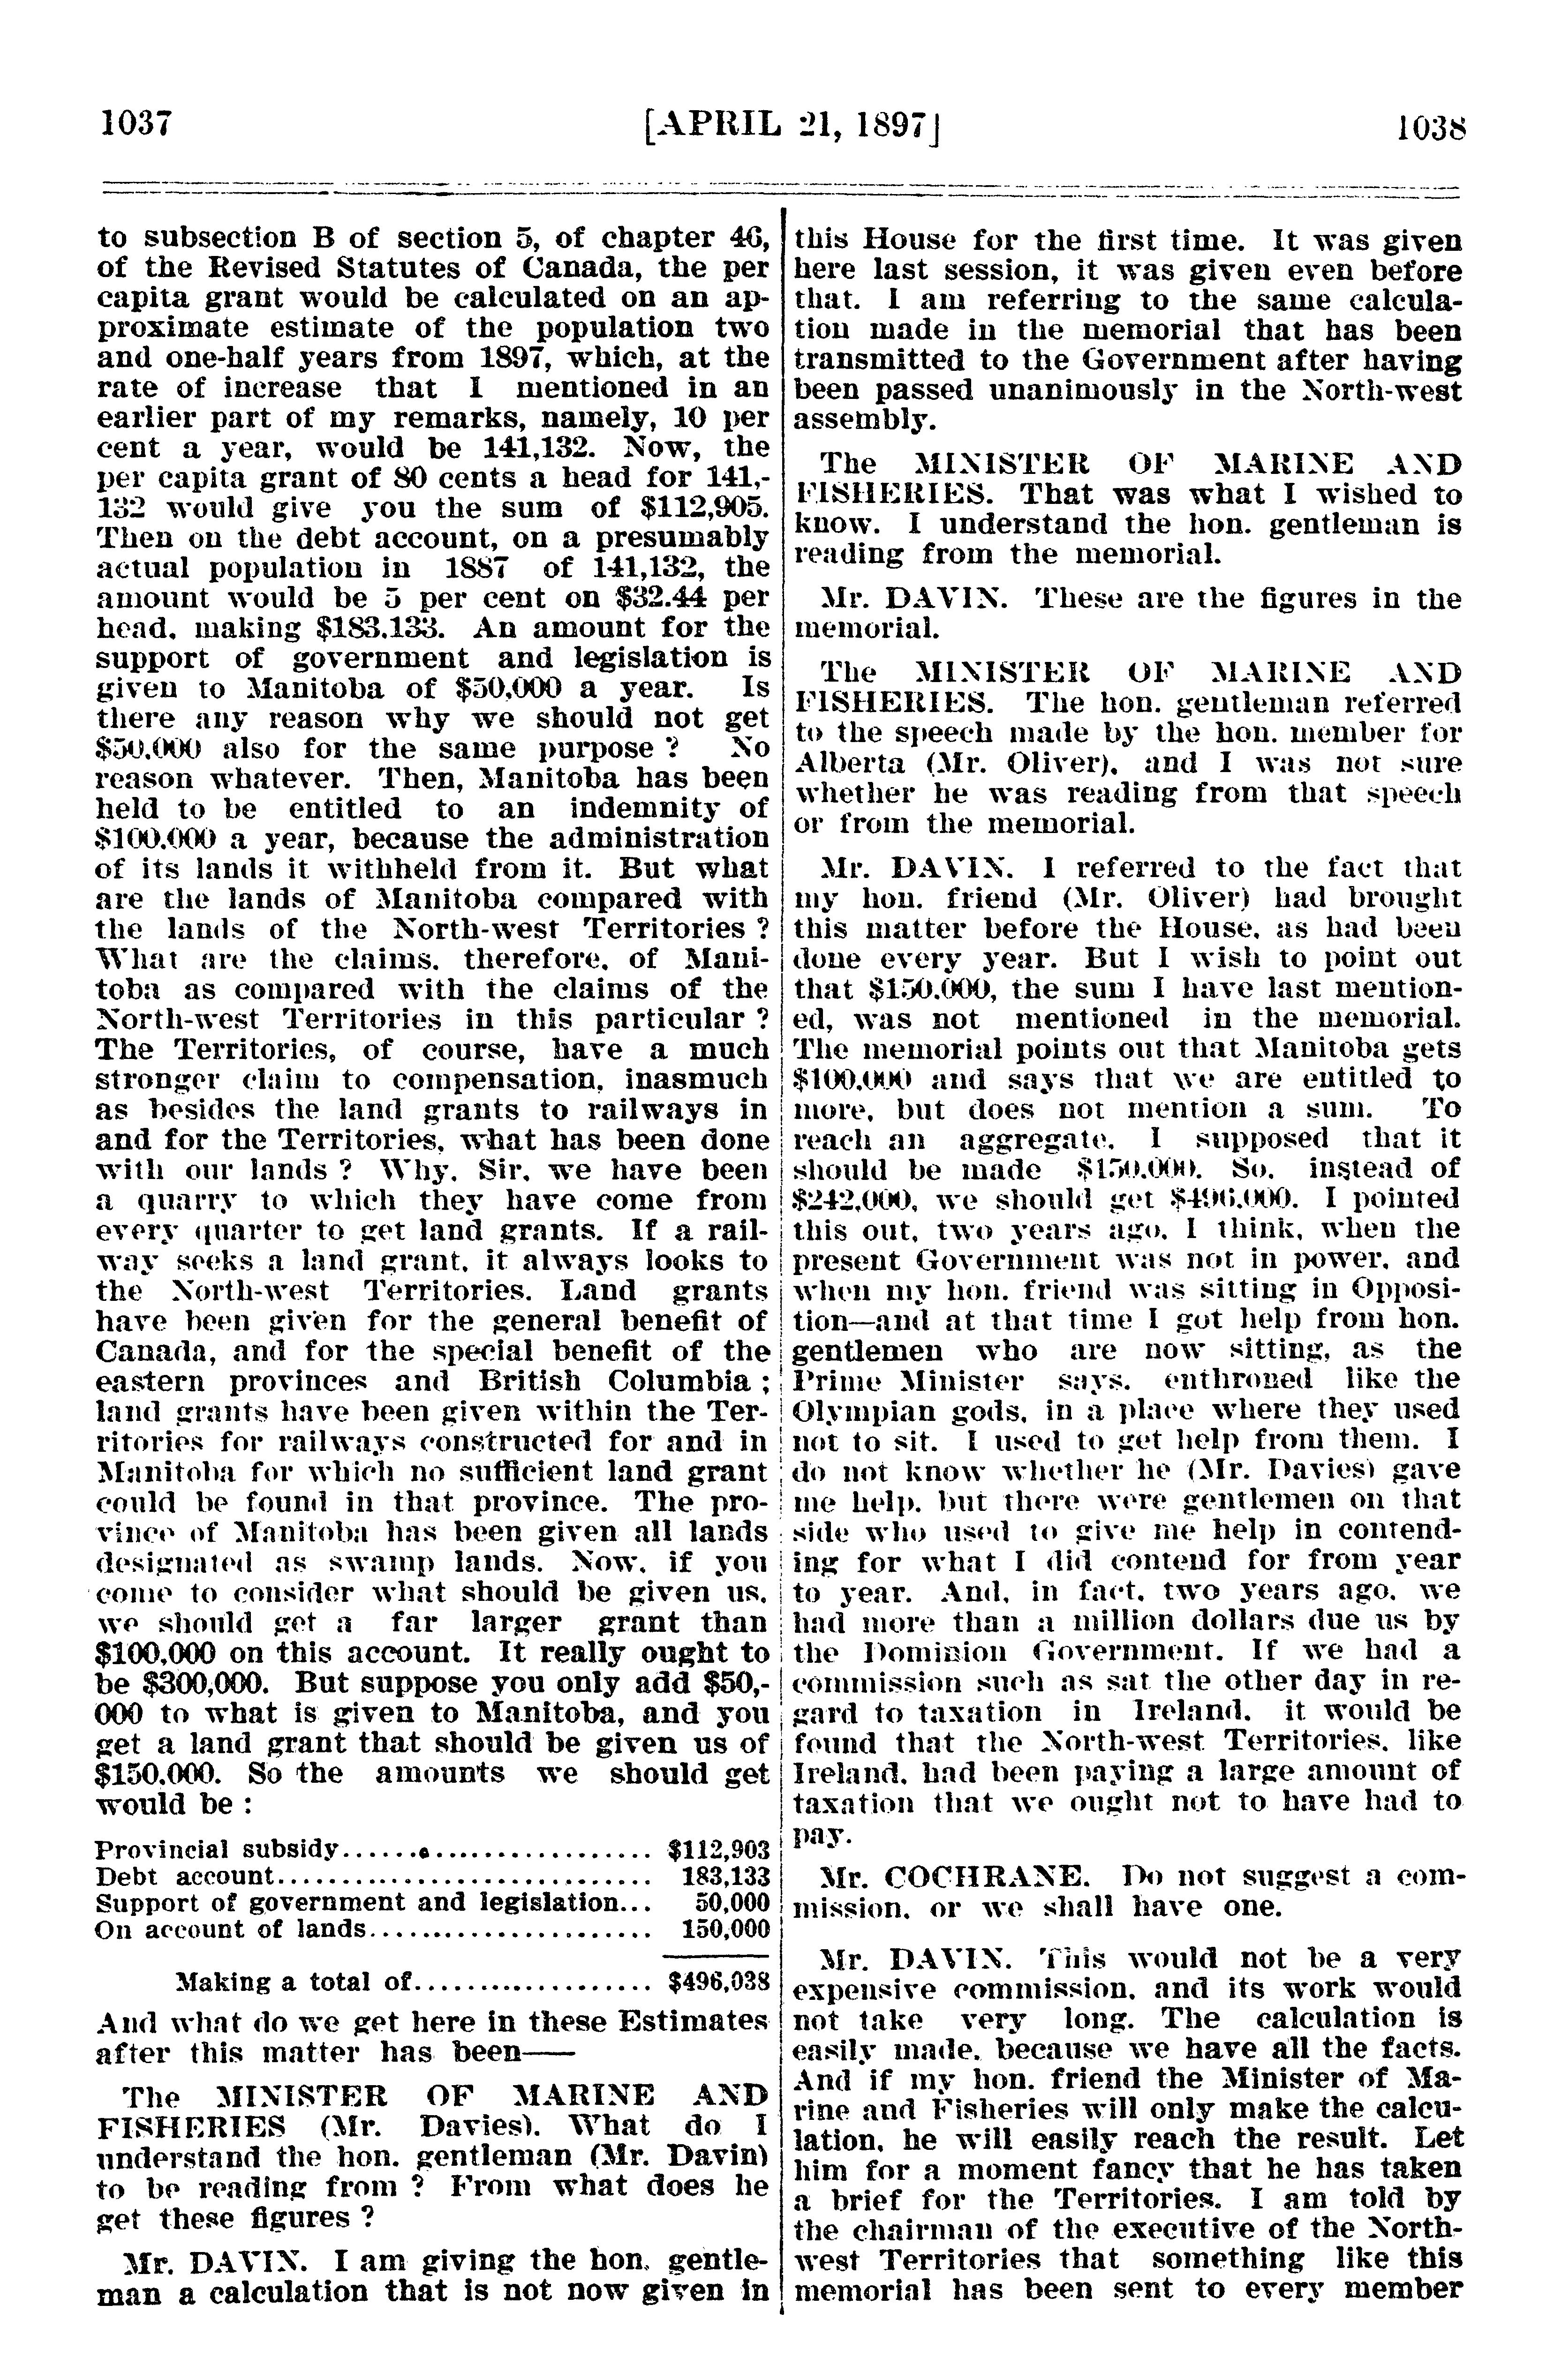 1037
[APRIL 21, 1897]
1038
to subsection B of section 5, of chapter 46,
of the Revised Statutes of Canada, the per
capita grant would be calculated on an ap-
proximate estimate of the population two
and one-half years from 1897, which, at the
rate of increase that I mentioned in an
earlier part of my remarks, namely, 10 per
cent a year, would be 141,132. Now, the
per capita grant of 80 cents a head for 141,-
132 would give you the sum of $112,905.
Then on the debt account, on a presumably
actual population in 1887 of 141,132, the
amount would be 5 per cent on $32.44 per
head, making $183,133. An amount for the
support of government and legislation is
given to Manitoba of $50,000 a year. Is
there any reason why we should not get
$50,000 also for the same purpose ? No
reason whatever. Then, Manitoba has been
held to be entitled to an indemnity of
$100,000 a year, because the administration
of its lands it withheld from it. But what
are the lands of Manitoba compared with
the lands of the North-west Territories ?
What are the claims, therefore, of Mani-
toba as compared with the claims of the
North-west Territories in this particular ?
The Territories, of course, have a much
stronger claim to compensation, inasmuch
as besides the land grants to railways in
and for the Territories, what has been done
with our lands ? Why, Sir, we have been
a quarry to which they have come from
every quarter to get land grants. If a rail-
way seeks a land grant, it always looks to
the North-west Territories. Land grants
have been given for the general benefit of
Canada, and for the special benefit of the
eastern provinces and British Columbia ;
land grants have been given within the Ter-
ritories for railways constructed for and in
Manitoba for which no sufficient land grant
could be found in that province. The pro-
vince of Manitoba has been given all lands
designated as swamp lands. Now, if you
come to consider what should be given us,
we should get a far larger grant than
$100,000 on this account. It really ought to
be $300,000. But suppose you only add $50,-
000 to what is given to Manitoba, and you
get a land grant that should be given us of
$150,000. So the amounts we should get
would be :
Provincial subsidy........................ $112,903
Debt account............................. 183,133
Support of government and legislation... 50,000
On account of lands...................... 150,000
Making a total of................... $496,038
And what do we get here in these Estimates
after this matter has been——
The MINISTER OF MARINE AND
FISHERIES (Mr. Davies). What do I
understand the hon. gentleman (Mr. Davin)
to be reading from ? From what does he
get these figures ?
Mr. DAVIN. I am giving the hon. gentle-
man a calculation that is not now given in
this House for the first time. It was given
here last session, it was given even before
that. I am referring to the same calcula-
tion made in the memorial that has been
transmitted to the Government after having
been passed unanimously in the North-west
assembly.
The MINISTER OF MARINE AND
FISHERIES. That was what I wished to
know. I understand the hon. gentleman is
reading from the memorial.
Mr. DAVIN. These are the figures in the
memorial.
The MINISTER OF MARINE AND
FISHERIES. The hon. gentleman referred
to the speech made by the hon. member for
Alberta (Mr. Oliver), and I was not sure
whether he was reading from that speech
or from the memorial.
Mr. DAVIN. I referred to the fact that
my hon. friend (Mr. Oliver) had brought
this matter before the House, as had been
done every year. But I wish to point out
that $150,000, the sum I have last mention-
ed, was not mentioned in the memorial.
The memorial points out that Manitoba gets
$100,000 and says that we are entitled to
more, but does not mention a sum. To
reach an aggregate, I supposed that it
should be made $150,000. So, instead of
$242,000, we should get $496,000. I pointed
this out, two years ago, I think, when the
present Government was not in power, and
when my hon. friend was sitting in Opposi-
tion—and at that time I got help from hon.
gentlemen who are now sitting, as the
Prime Minister says, enthroned like the
Olympian gods, in a place where they used
not to sit. I used to get help from them. I
do not know whether he (Mr. Davies) gave
me help, but there were gentlemen on that
side who used to give me help in contend-
ing for what I did contend for from year
to year. And, in fact, two years ago, we
had more than a million dollars due us by
the Dominion Government. If we had a
commission such as sat the other day in re-
gard to taxation in Ireland, it would be
found that the North-west Territories, like
Ireland, had been paying a large amount of
taxation that we ought not to have had to
pay.
Mr. COCHRANE. Do not suggest a com-
mission, or we shall have one.
Mr. DAVIN. This would not be a very
expensive commission, and its work would
not take very long. The calculation is
easily made, because we have all the facts.
And if my hon. friend the Minister of Ma-
rine and Fisheries will only make the calcu-
lation, he will easily reach the result. Let
him for a moment fancy that he has taken
a brief for the Territories. I am told by
the chairman of the executive of the North-
west Territories that something like this
memorial has been sent to every member